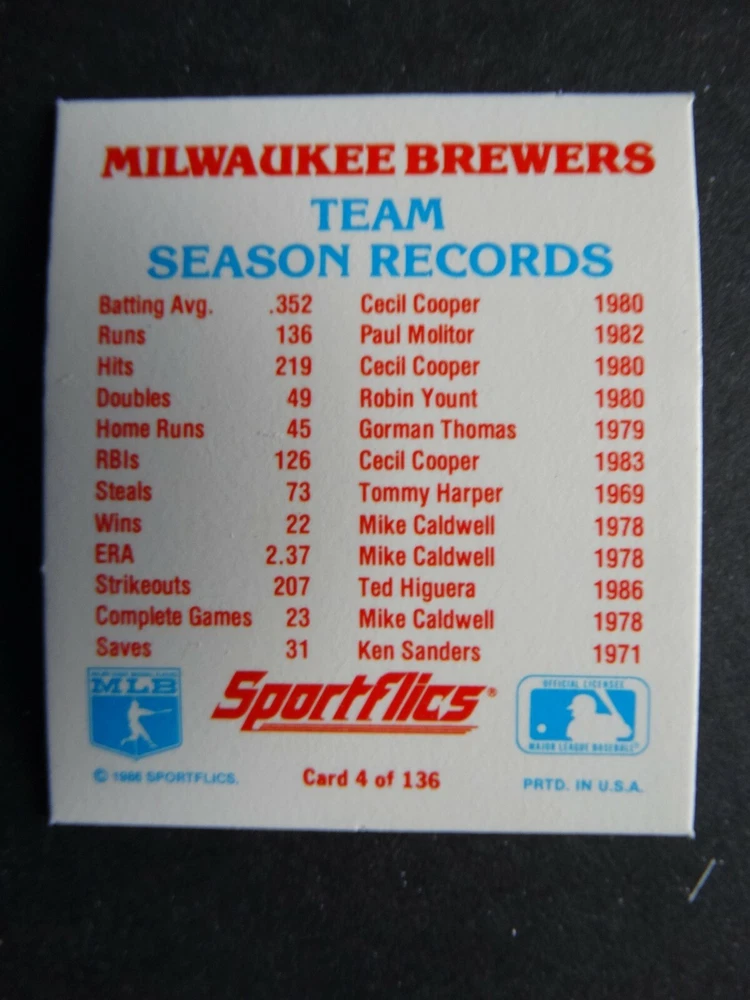 MILWAUKEE BREWERS
TEAM
SEASON RECORDS
Batting Avg. .352 Cecil Cooper 1980
Runs 136 Paul Molitor 1982
Hits 219 Cecil Cooper 1980
Doubles 49 Robin Yount 1980
Home Runs 45 Gorman Thomas 1979
RBIs 126 Cecil Cooper 1983
Steals 73 Tommy Harper 1969
Wins 22 Mike Caldwell 1978
ERA 2.37 Mike Caldwell 1978
Strikeouts 207 Ted Higuera 1986
Complete Games 23 Mike Caldwell 1978
Saves 31 Ken Sanders 1971
MLB
Sportflics®
OFFICIAL LICENSEE
MAJOR LEAGUE BASEBALL
© 1986 SPORTFLICS.
Card 4 of 136
PRTD. IN U.S.A.